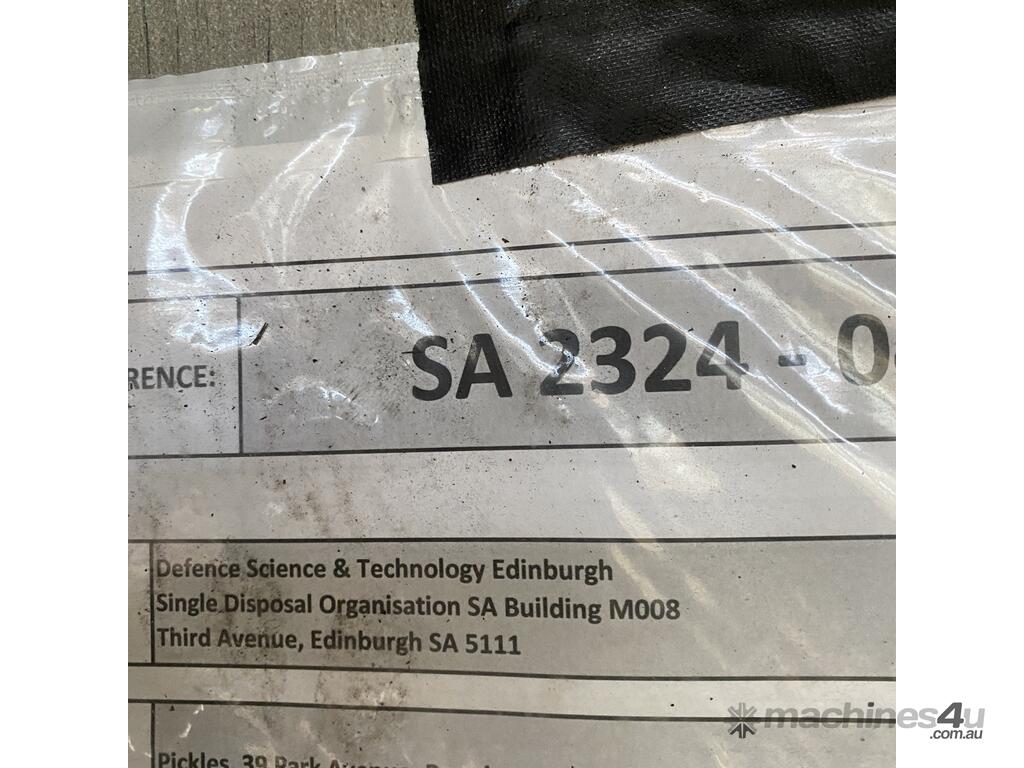 RENCE:
SA 2324 - 0
Defence Science & Technology Edinburgh
Single Disposal Organisation SA Building M008
Third Avenue, Edinburgh SA 5111
Pickles, 39 Park Avenue,
machines4u
.com.au